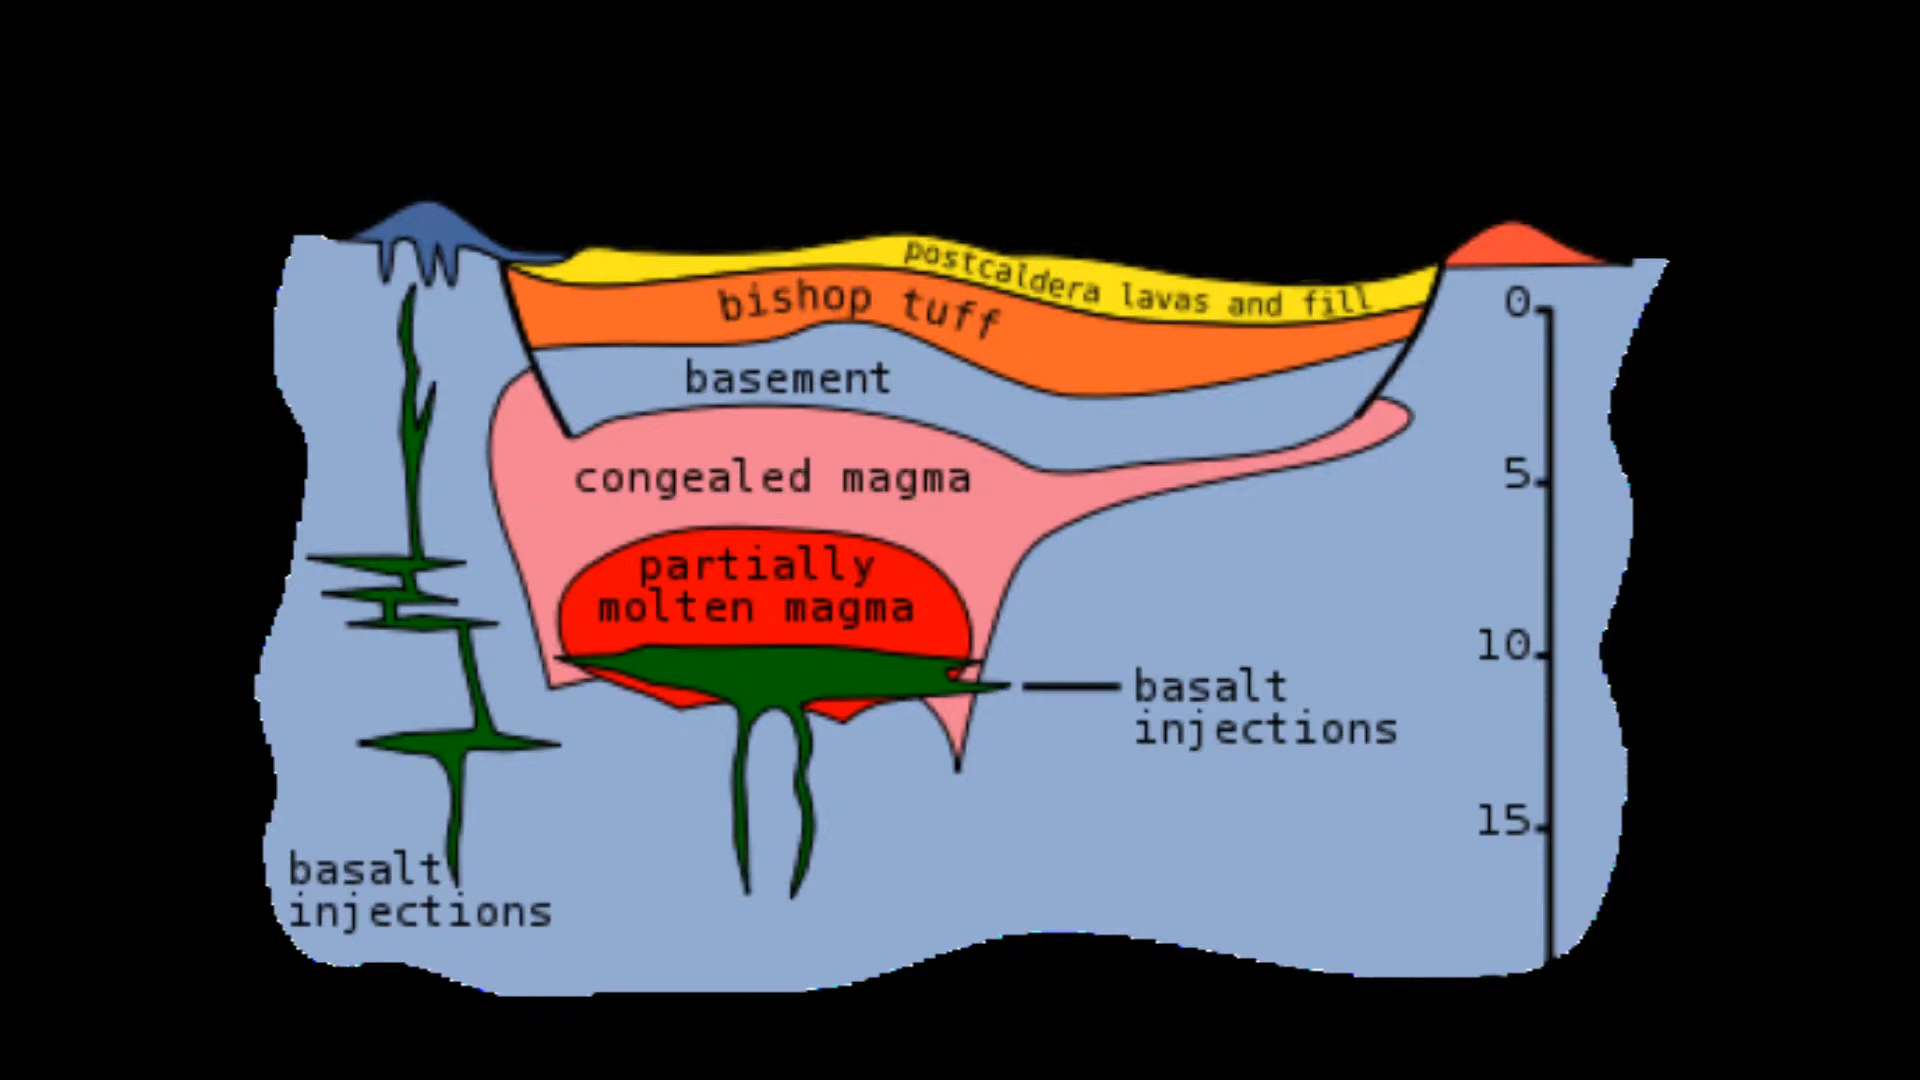 postcaldera lavas and fill
bishop tuff
basement
congealed magma
partially
molten magma
basalt
injections
basalt
injections
0
5
10
15